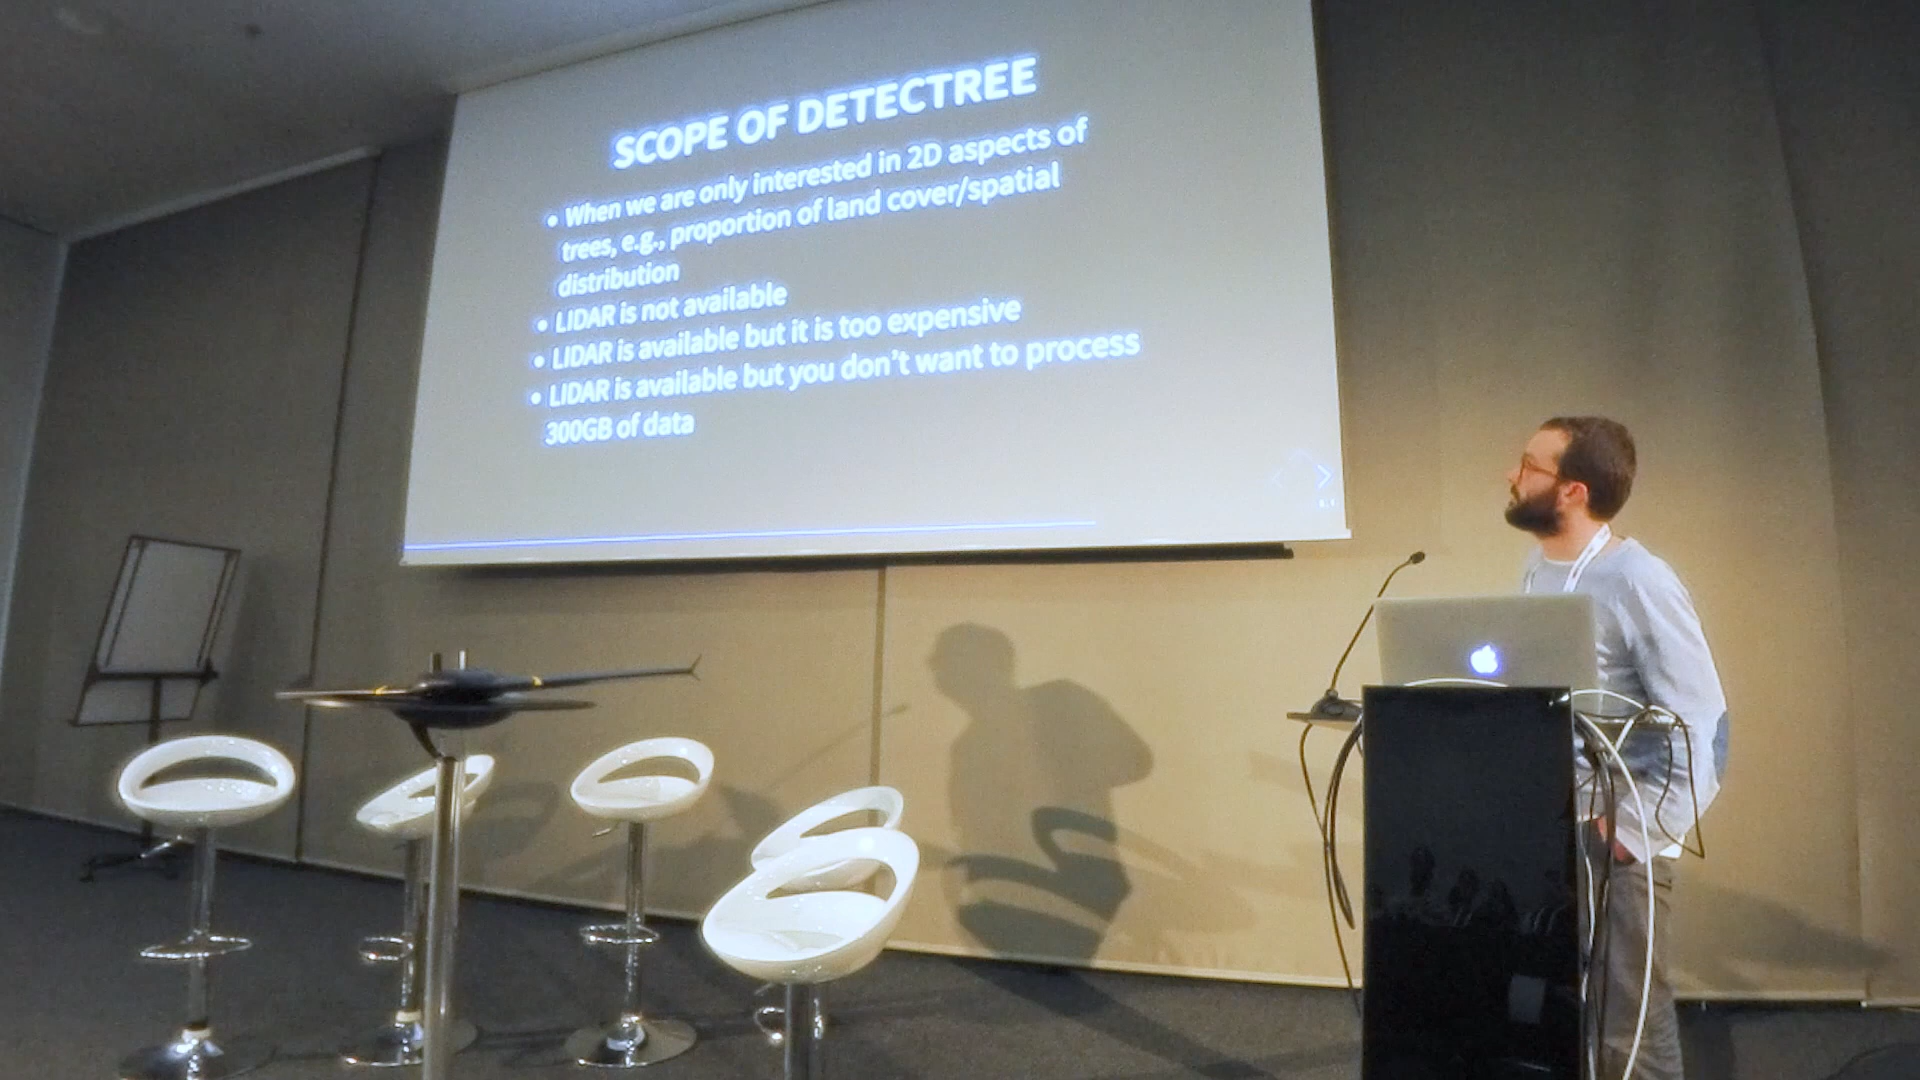 SCOPE OF DETECTREE
• When we are only interested in 2D aspects of
trees, e.g., proportion of land cover/spatial
distribution
• LIDAR is not available
• LIDAR is available but it is too expensive
• LIDAR is available but you don't want to process
300GB of data